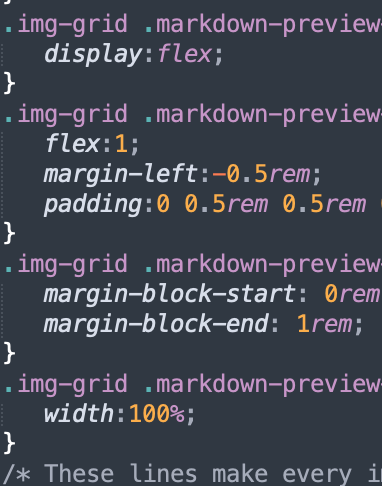 }
.img-grid .markdown-preview-
display:flex;
}
.img-grid .markdown-preview-
flex:1;
margin-left:-0.5rem;
padding:0 0.5rem 0.5rem
}
.img-grid .markdown-preview-
margin-block-start: 0rem
margin-block-end: 1rem;
}
.img-grid .markdown-preview-
width:100%;
}
/* These lines make every